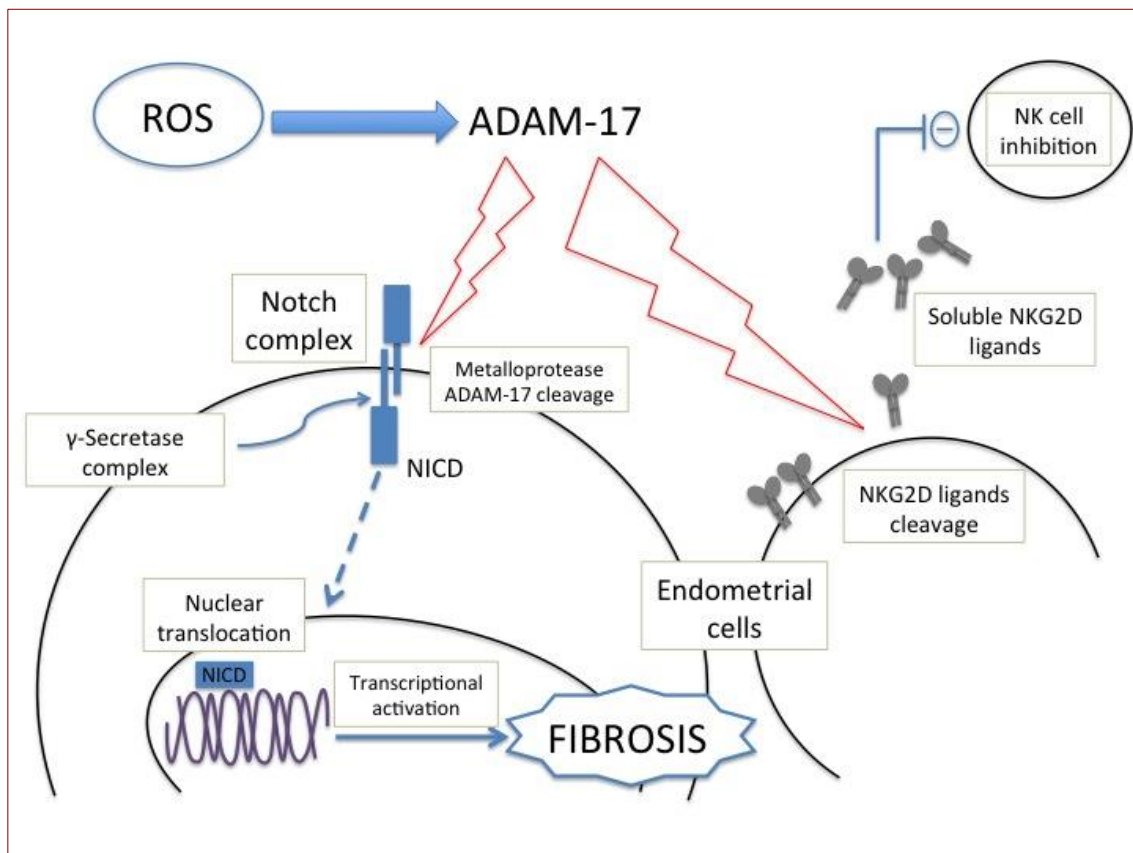 ROS
ADAM-17
NK cell
inhibition
Notch
complex
Soluble NKG2D
ligands
Metalloprotease
ADAM-17 cleavage
γ-Secretase
complex
NICD
NKG2D ligands
cleavage
Endometrial
cells
Nuclear
translocation
NICD
Transcriptional
activation
FIBROSIS